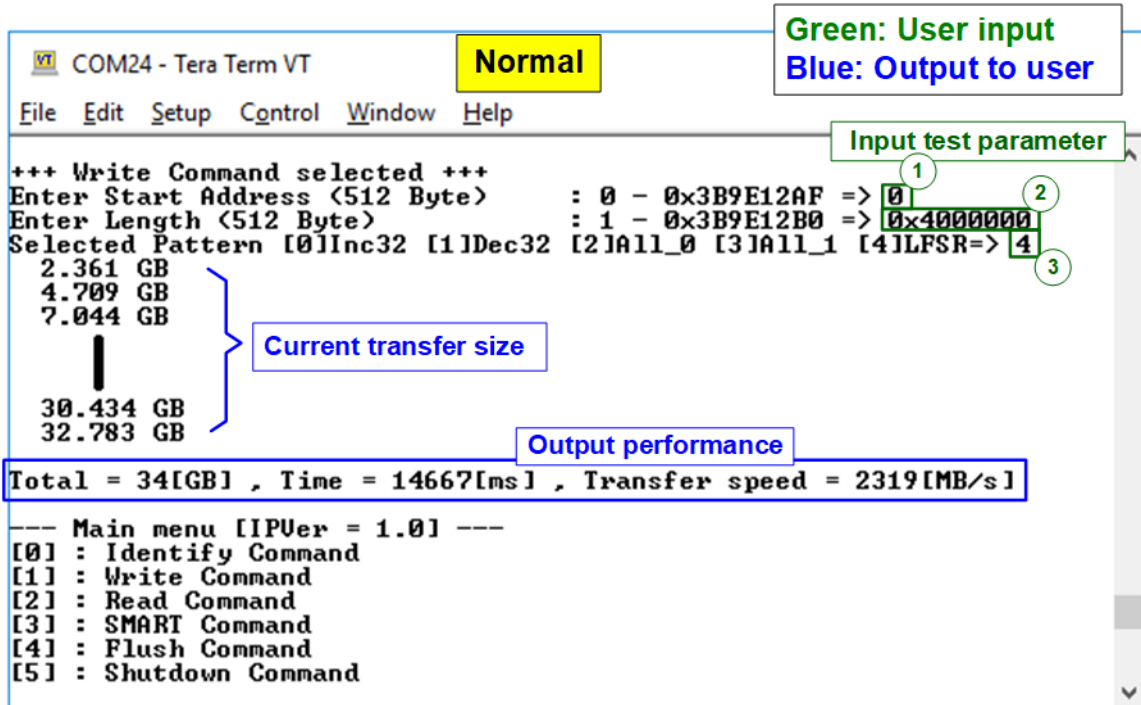 Green: User input
Blue: Output to user
COM24 - Tera Term VT
Normal
File Edit Setup Control Window Help
Input test parameter
+++ Write Command selected +++
1
Enter Start Address (512 Byte) : 0 - 0x3B9E12AF => 0
2
Enter Length (512 Byte) : 1 - 0x3B9E12B0 => 0x4000000
Selected Pattern [0]Inc32 [1]Dec32 [2]All_0 [3]All_1 [4]LFSR=> 4
3
2.361 GB
4.709 GB
7.044 GB
Current transfer size
30.434 GB
32.783 GB
Output performance
Total = 34[GB] , Time = 14667[ms] , Transfer speed = 2319[MB/s]
--- Main menu [IPVer = 1.0] ---
[0] : Identify Command
[1] : Write Command
[2] : Read Command
[3] : SMART Command
[4] : Flush Command
[5] : Shutdown Command